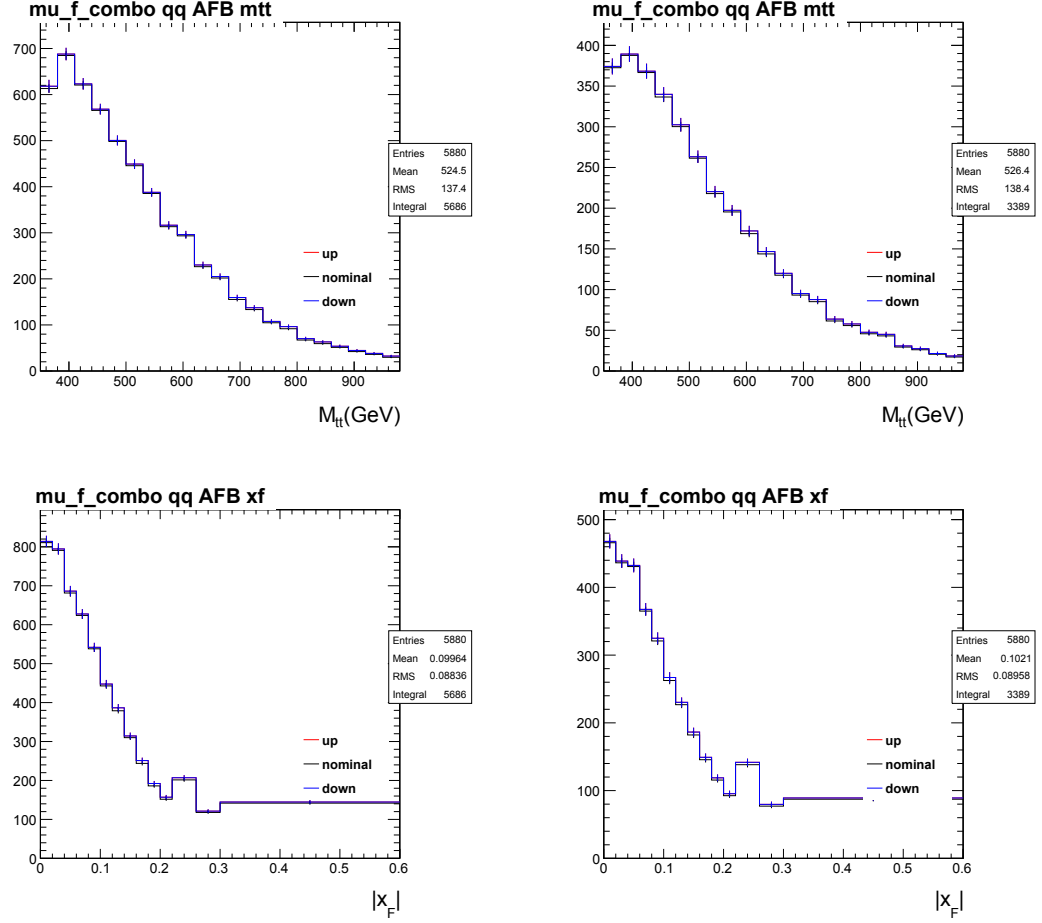 mu_f_combo qq AFB mtt
700
600
500
400
300
200
100
0
400 500 600 700 800 900
M_tt(GeV)
Entries 5880
Mean 524.5
RMS 137.4
Integral 5686
up
nominal
down
mu_f_combo qq AFB mtt
400
350
300
250
200
150
100
50
0
400 500 600 700 800 900
M_tt(GeV)
Entries 5880
Mean 526.4
RMS 138.4
Integral 3389
up
nominal
down
mu_f_combo qq AFB xf
800
700
600
500
400
300
200
100
0
0 0.1 0.2 0.3 0.4 0.5 0.6
|x_F|
Entries 5880
Mean 0.09964
RMS 0.08836
Integral 5686
up
nominal
down
mu_f_combo qq AFB xf
500
400
300
200
100
0
0 0.1 0.2 0.3 0.4 0.5 0.6
|x_F|
Entries 5880
Mean 0.1021
RMS 0.08958
Integral 3389
up
nominal
down